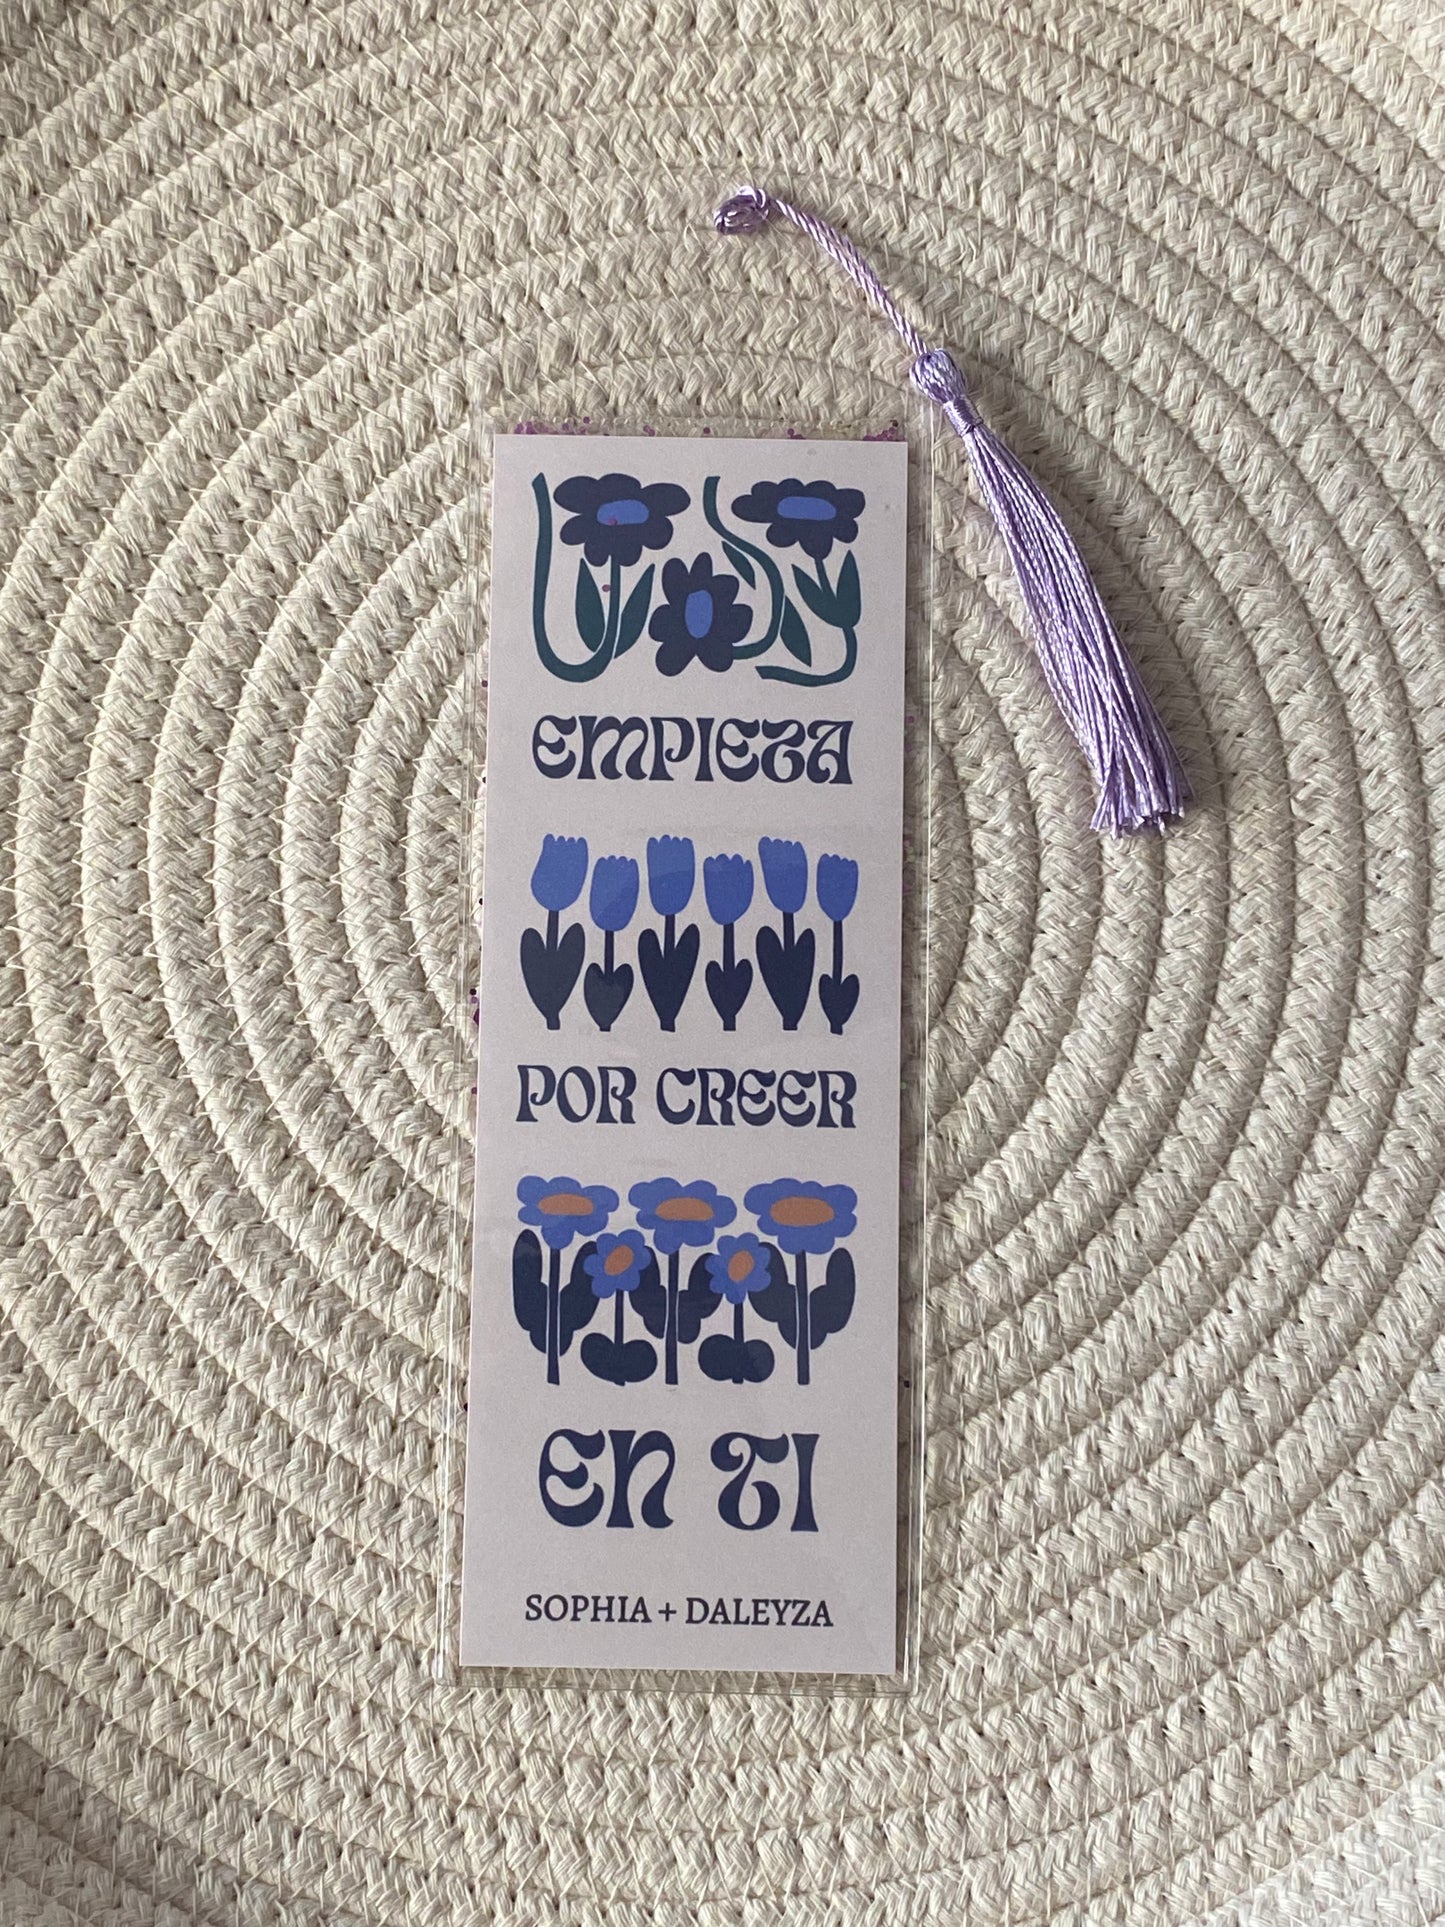 EMPIEZA
POR CREER
EN TI
SOPHIA + DALEYZA